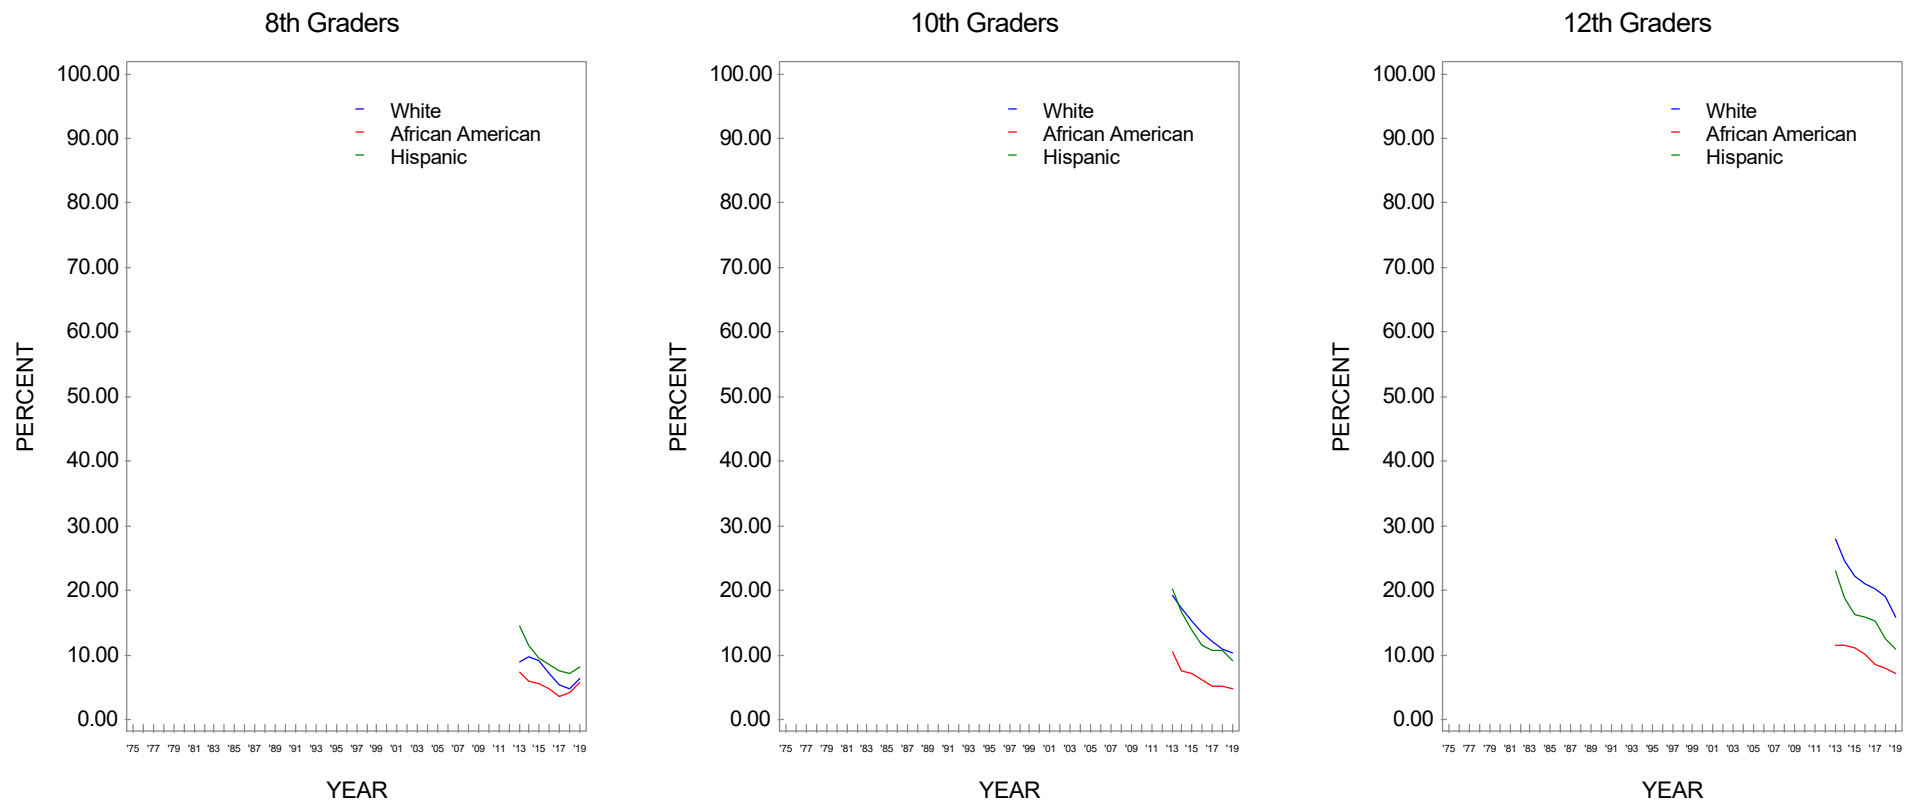 8th Graders
100.00
90.00
80.00
70.00
60.00
50.00
40.00
30.00
20.00
10.00
0.00
PERCENT
White
African American
Hispanic
'75 '77 '79 '81 '83 '85 '87 '89 '91 '93 '95 '97 '99 '01 '03 '05 '07 '09 '11 '13 '15 '17 '19
YEAR
10th Graders
100.00
90.00
80.00
70.00
60.00
50.00
40.00
30.00
20.00
10.00
0.00
PERCENT
White
African American
Hispanic
'75 '77 '79 '81 '83 '85 '87 '89 '91 '93 '95 '97 '99 '01 '03 '05 '07 '09 '11 '13 '15 '17 '19
YEAR
12th Graders
100.00
90.00
80.00
70.00
60.00
50.00
40.00
30.00
20.00
10.00
0.00
PERCENT
White
African American
Hispanic
'75 '77 '79 '81 '83 '85 '87 '89 '91 '93 '95 '97 '99 '01 '03 '05 '07 '09 '11 '13 '15 '17 '19
YEAR